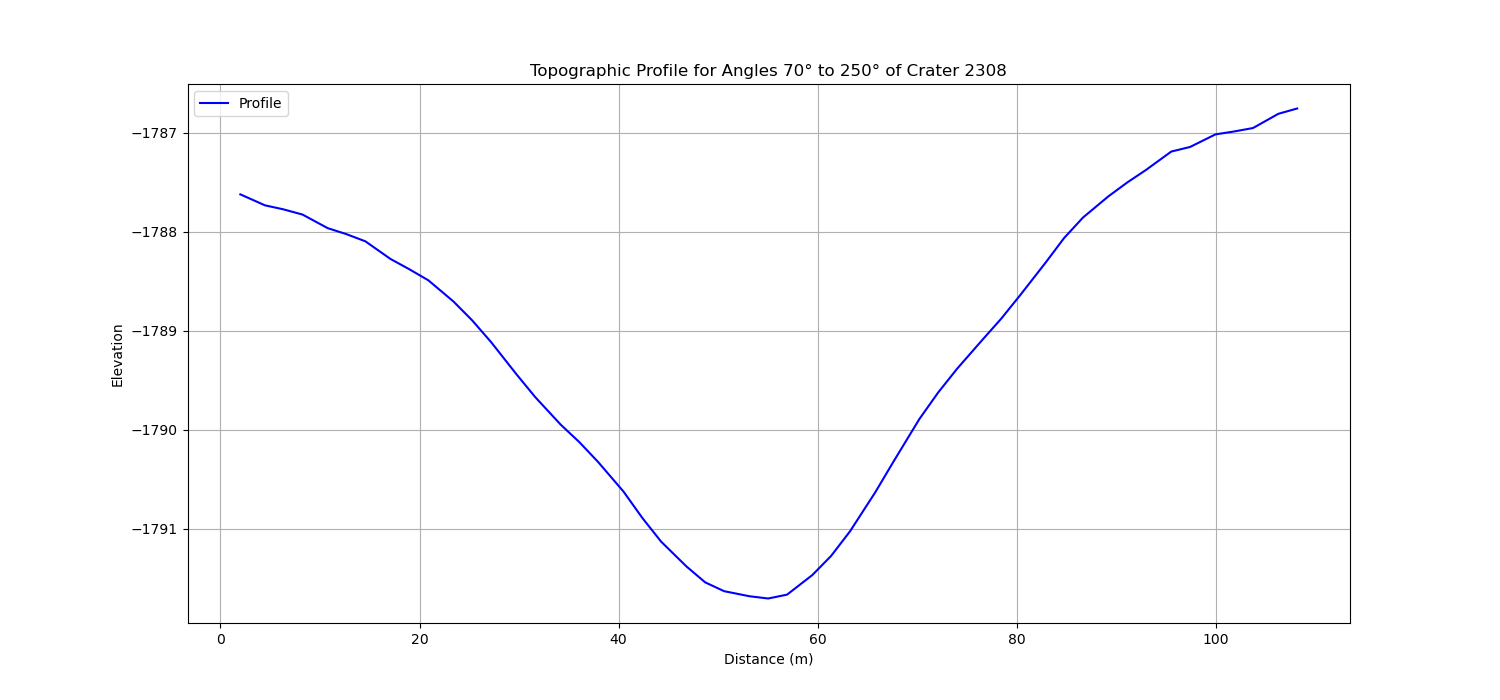 Topographic Profile for Angles 70° to 250° of Crater 2308
Profile
−1787
−1788
−1789
−1790
−1791
Elevation
0 20 40 60 80 100
Distance (m)